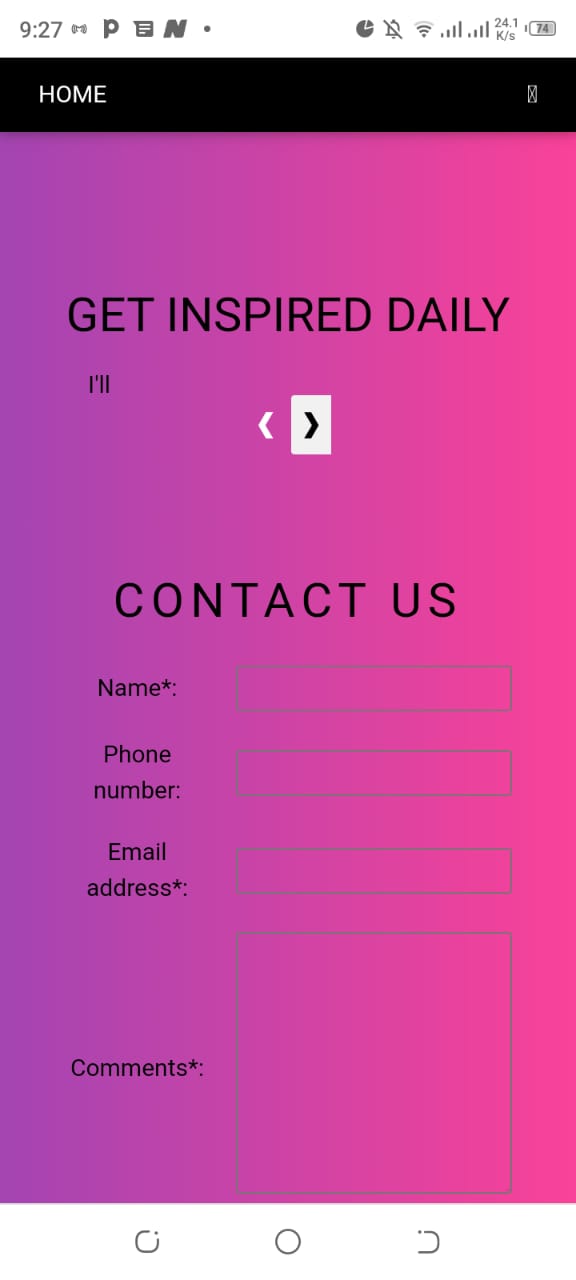 9:27
24.1
K/s
74
HOME
GET INSPIRED DAILY
I'll
❮ ❯
CONTACT US
Name*:
Phone
number:
Email
address*:
Comments*: